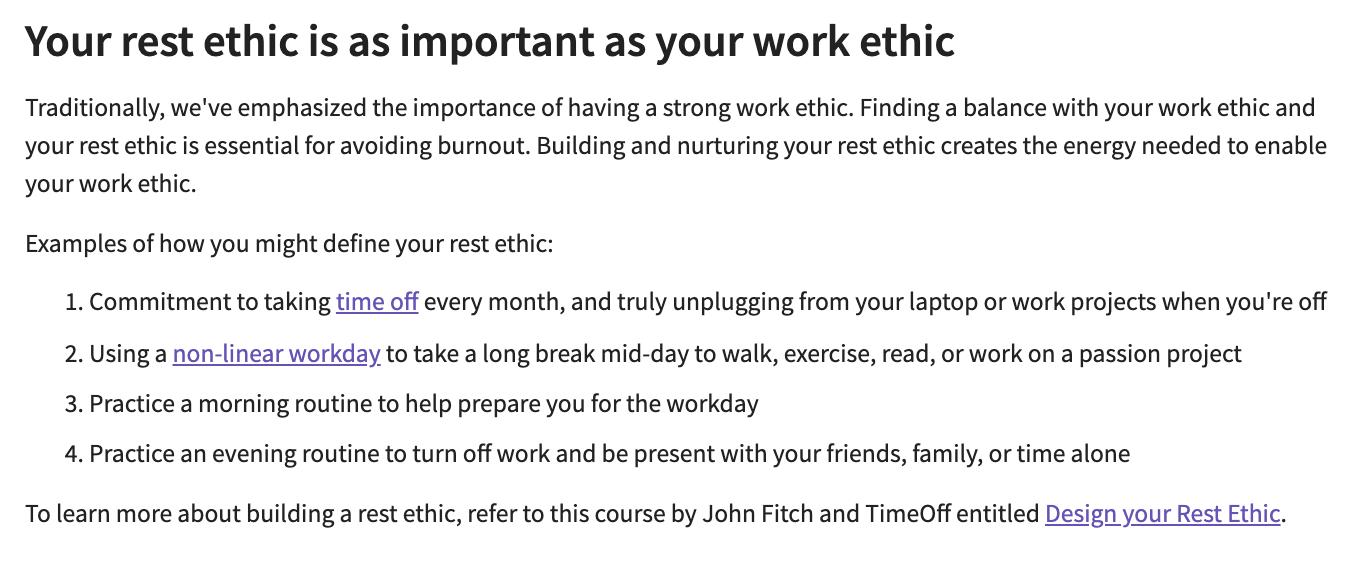 Your rest ethic is as important as your work ethic
Traditionally, we've emphasized the importance of having a strong work ethic. Finding a balance with your work ethic and
your rest ethic is essential for avoiding burnout. Building and nurturing your rest ethic creates the energy needed to enable
your work ethic.
Examples of how you might define your rest ethic:
1. Commitment to taking time off every month, and truly unplugging from your laptop or work projects when you're off
2. Using a non-linear workday to take a long break mid-day to walk, exercise, read, or work on a passion project
3. Practice a morning routine to help prepare you for the workday
4. Practice an evening routine to turn off work and be present with your friends, family, or time alone
To learn more about building a rest ethic, refer to this course by John Fitch and TimeOff entitled Design your Rest Ethic.